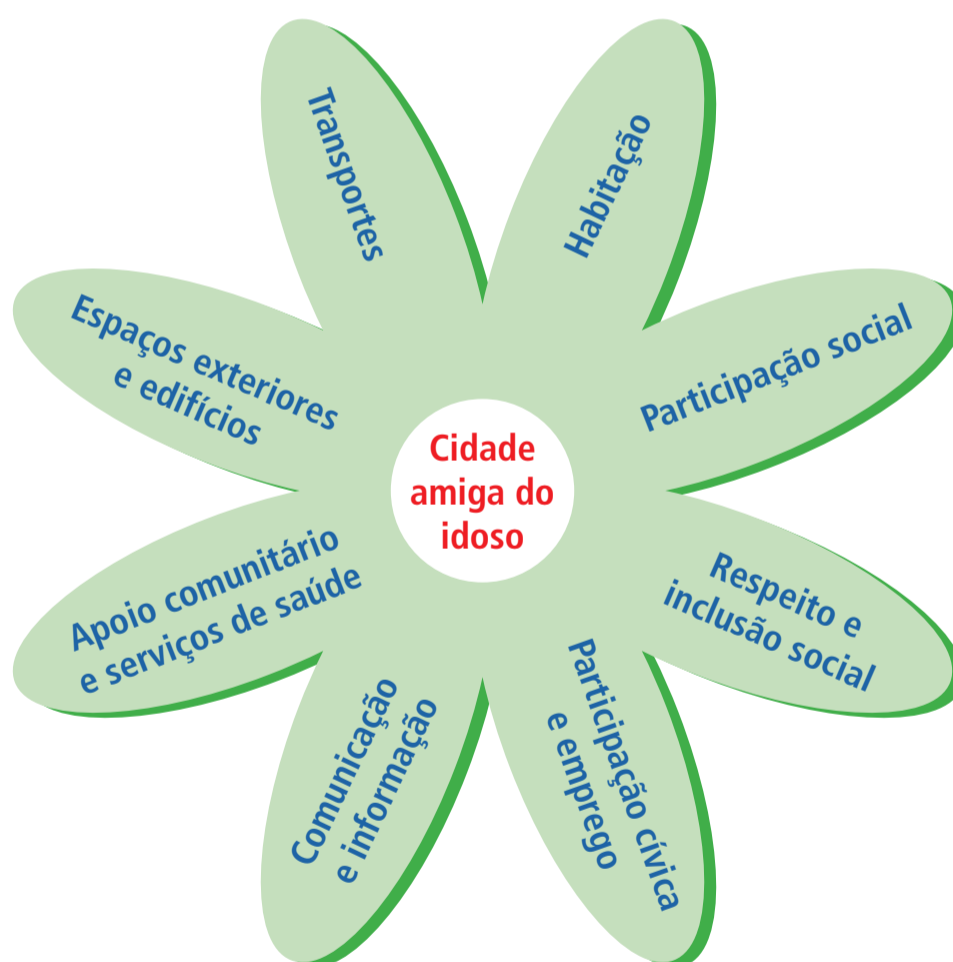 Transportes
Habitação
Espaços exteriores
e edifícios
Participação social
Cidade
amiga do
idoso
Apoio comunitário
e serviços de saúde
Respeito e
inclusão social
Comunicação
e informação
Participação cívica
e emprego